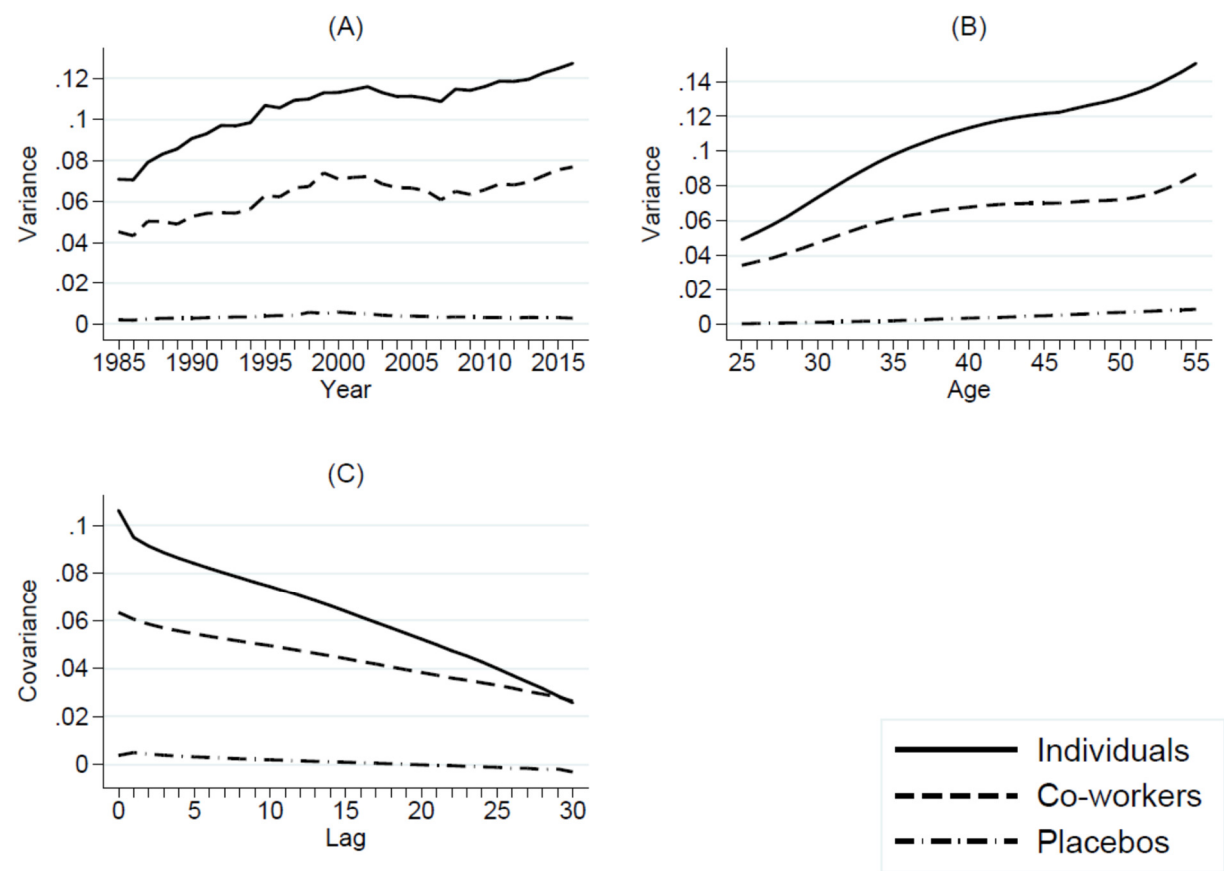 (A)
Variance
.12
.1
.08
.06
.04
.02
0
1985 1990 1995 2000 2005 2010 2015
Year
(B)
Variance
.14
.12
.1
.08
.06
.04
.02
0
25 30 35 40 45 50 55
Age
(C)
Covariance
.1
.08
.06
.04
.02
0
0 5 10 15 20 25 30
Lag
Individuals
Co-workers
Placebos